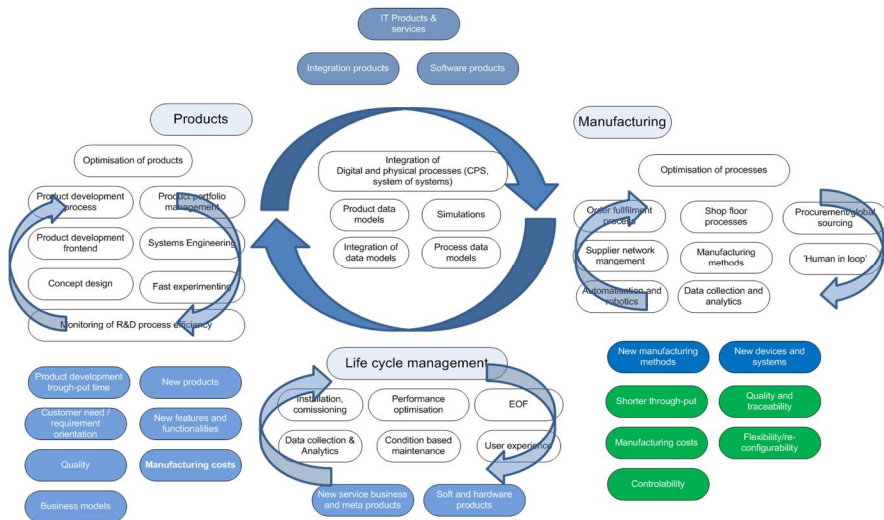 IT Products &
services
Integration products
Software products
Products
Manufacturing
Optimisation of products
Integration of
Digital and physical processes (CPS,
system of systems)
Optimisation of processes
Product development
process
Product portfolio
management
Product data
models
Simulations
Order fullfilment
process
Shop floor
processes
Procurement/global
sourcing
Product development
frontend
Systems Engineering
Integration of
data models
Process data
models
Supplier network
mangement
Manufacturing
methods
'Human in loop'
Concept design
Fast experimenting
Automatisation and
robotics
Data collection and
analytics
Monitoring of R&D process efficiency
Life cycle management
New manufacturing
methods
New devices and
systems
Product development
trough-put time
New products
Installation,
comissioning
Performance
optimisation
EOF
Shorter through-put
Quality and
traceability
Customer need /
requirement
orientation
New features and
functionalities
Data collection &
Analytics
Condition based
maintenance
User experience
Manufacturing costs
Flexibility/re-
configurability
Quality
Manufacturing costs
Controlability
New service business
and meta products
Soft and hardware
products
Business models